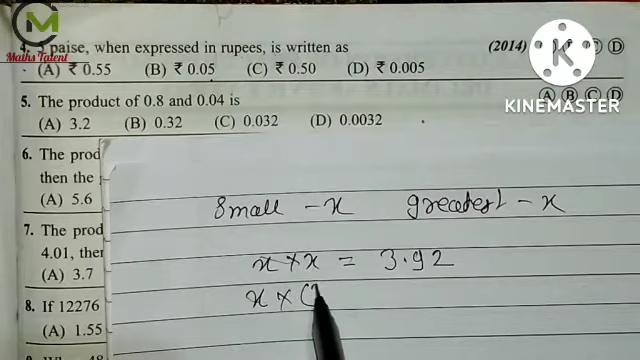 CM
Maths Talent
4. 5 paise, when expressed in rupees, is written as (2014) A B C D
(A) ₹ 0.55 (B) ₹ 0.05 (C) ₹ 0.50 (D) ₹ 0.005
KINEMASTER
5. The product of 0.8 and 0.04 is A B C D
(A) 3.2 (B) 0.32 (C) 0.032 (D) 0.0032
6. The prod
then the
(A) 5.6
Small - x greatest - x
7. The prod
4.01, then
(A) 3.7
x × x = 3.92
x × (
8. If 12276
(A) 1.55